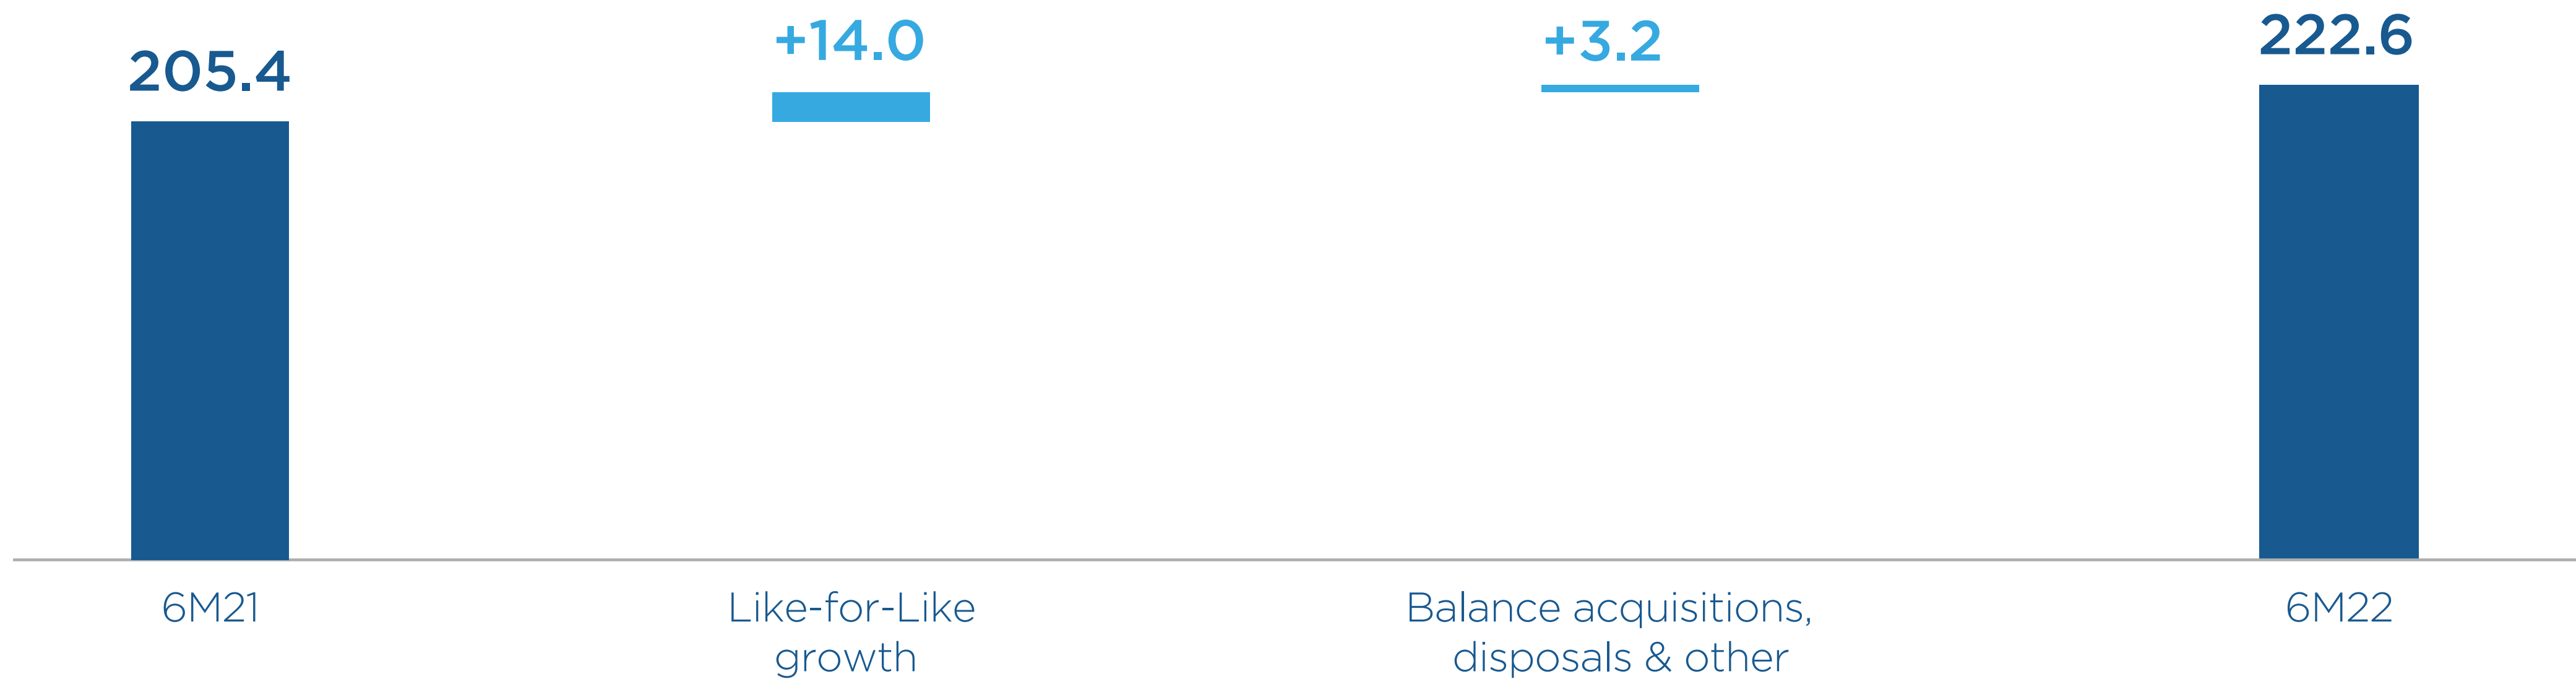 205.4
+14.0
+3.2
222.6
6M21
Like-for-Like
growth
Balance acquisitions,
disposals & other
6M22